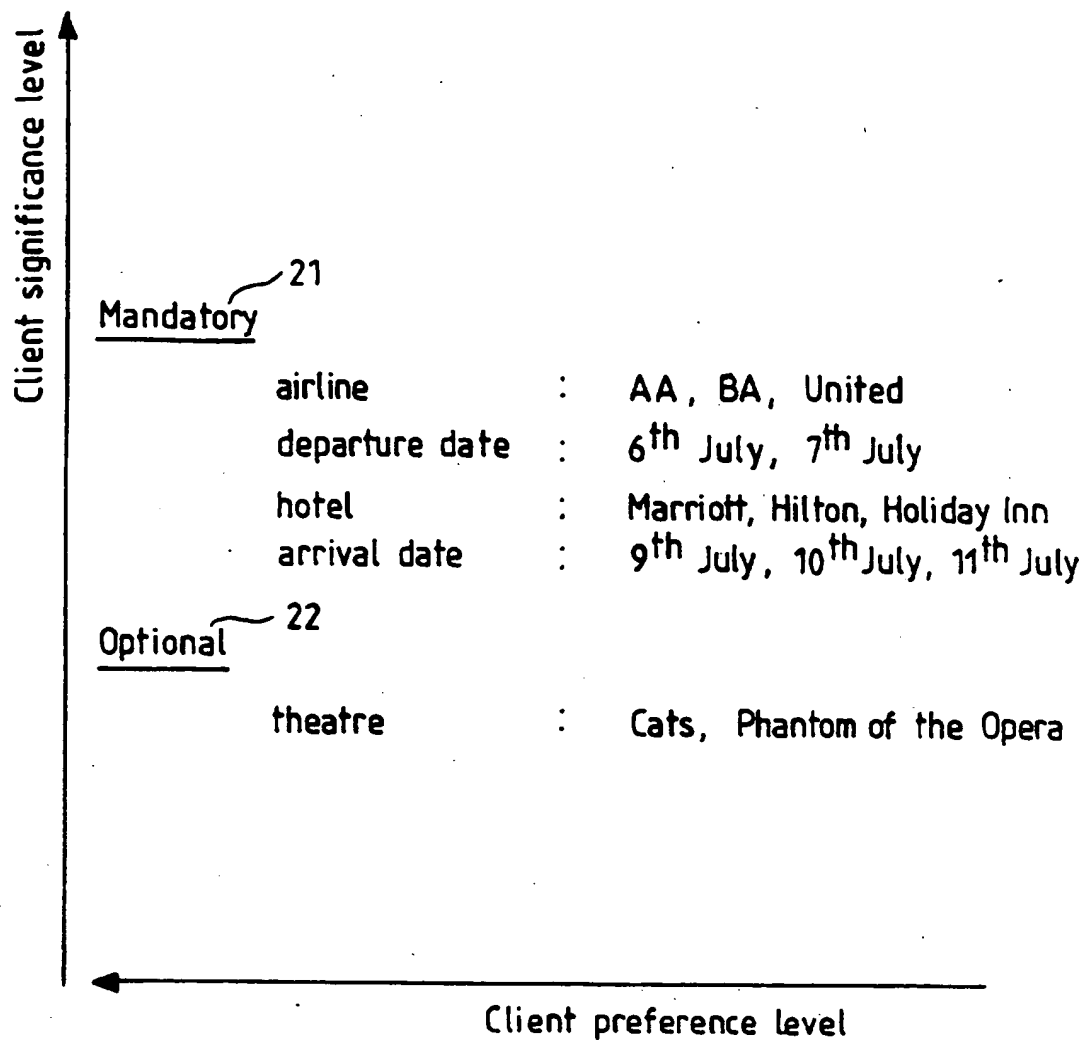 Client significance level
21
Mandatory
airline : AA, BA, United
departure date : 6th July, 7th July
hotel : Marriott, Hilton, Holiday Inn
arrival date : 9th July, 10th July, 11th July
22
Optional
theatre : Cats, Phantom of the Opera
Client preference level